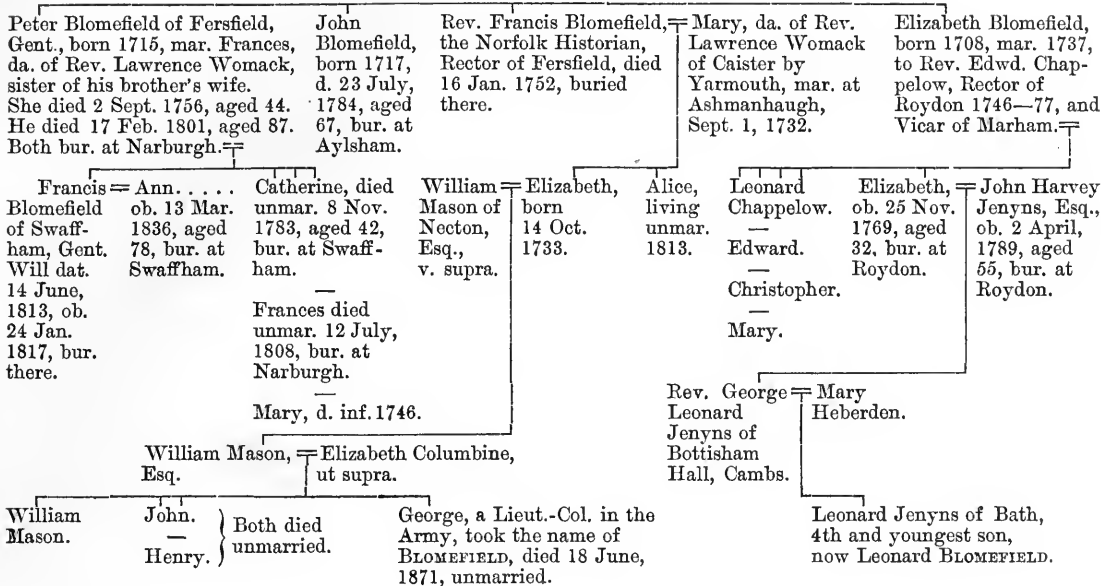 Peter Blomefield of Fersfield,
Gent., born 1715, mar. Frances,
da. of Rev. Lawrence Womack,
sister of his brother's wife.
She died 2 Sept. 1756, aged 44.
He died 17 Feb. 1801, aged 87.
Both bur. at Narburgh.
John
Blomefield,
born 1717,
d. 23 July,
1784, aged
67, bur. at
Aylsham.
Rev. Francis Blomefield,
the Norfolk Historian,
Rector of Fersfield, died
16 Jan. 1752, buried
there.
Mary, da. of Rev.
Lawrence Womack
of Caister by
Yarmouth, mar. at
Ashmanhaugh,
Sept. 1, 1732.
Elizabeth Blomefield,
born 1708, mar. 1737,
to Rev. Edwd. Chap-
pelow, Rector of
Roydon 1746—77, and
Vicar of Marham.
Francis
Blomefield
of Swaff-
ham, Gent.
Will dat.
14 June,
1813, ob.
24 Jan.
1817, bur.
there.
= Ann. . . . .
ob. 13 Mar.
1836, aged
78, bur. at
Swaffham.
Catherine, died
unmar. 8 Nov.
1783, aged 42,
bur. at Swaff-
ham.
—
Frances died
unmar. 12 July,
1808, bur. at
Narburgh.
—
Mary, d. inf. 1746.
William
Mason of
Necton,
Esq.,
v. supra.
= Elizabeth,
born
14 Oct.
1733.
Alice,
living
unmar.
1813.
Leonard
Chappelow.
—
Edward.
—
Christopher.
—
Mary.
Elizabeth,
ob. 25 Nov.
1769, aged
32, bur. at
Roydon.
= John Harvey
Jenyns, Esq.,
ob. 2 April,
1789, aged
55, bur. at
Roydon.
Rev. George
Leonard
Jenyns of
Bottisham
Hall, Cambs.
= Mary
Heberden.
William Mason,
Esq.
= Elizabeth Columbine,
ut supra.
William
Mason.
John.
—
Henry.
} Both died
unmarried.
George, a Lieut.-Col. in the
Army, took the name of
BLOMEFIELD, died 18 June,
1871, unmarried.
Leonard Jenyns of Bath,
4th and youngest son,
now Leonard BLOMEFIELD.